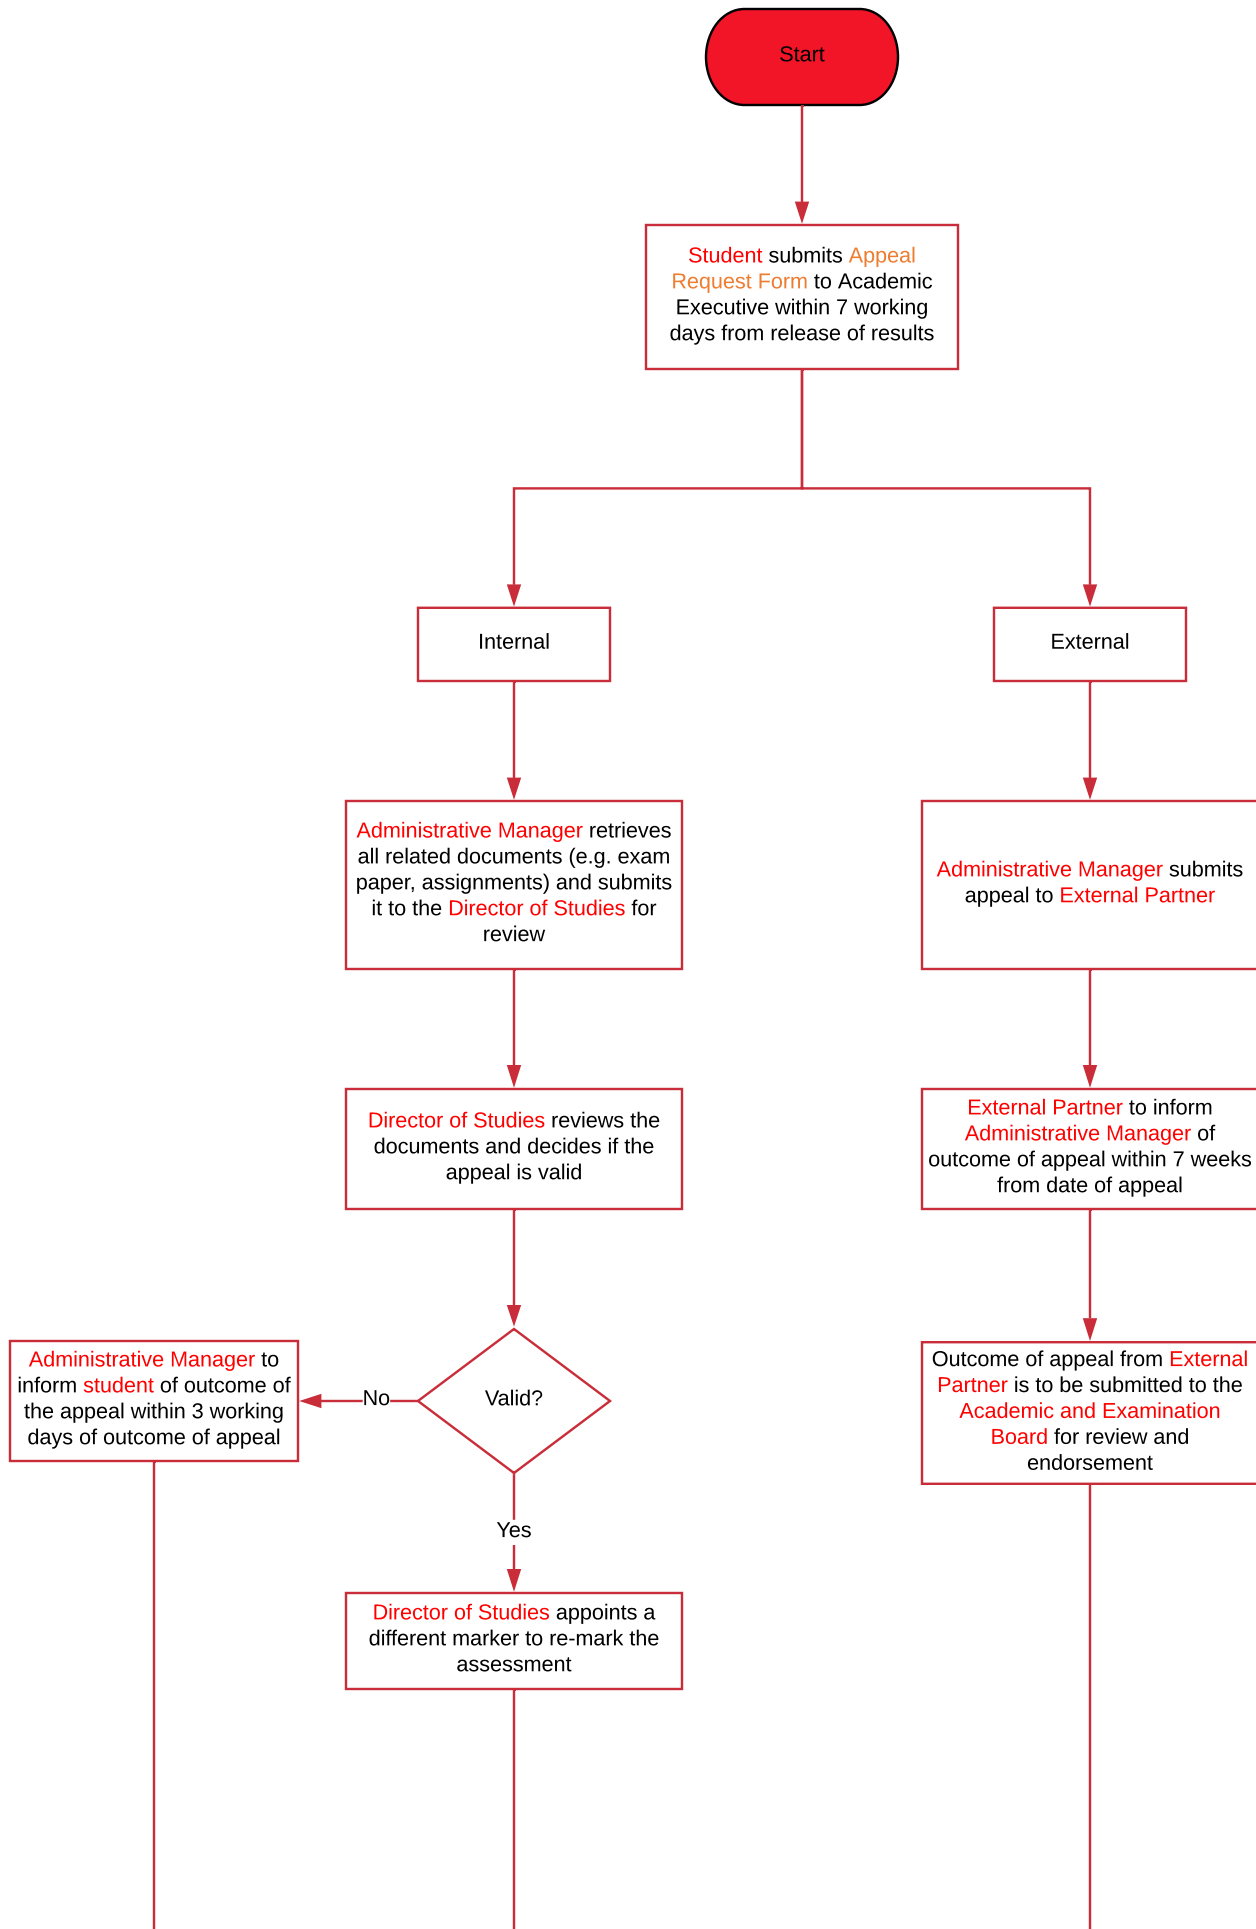 Start
Student submits Appeal
Request Form to Academic
Executive within 7 working
days from release of results
Internal
External
Administrative Manager retrieves
all related documents (e.g. exam
paper, assignments) and submits
it to the Director of Studies for
review
Administrative Manager submits
appeal to External Partner
Director of Studies reviews the
documents and decides if the
appeal is valid
External Partner to inform
Administrative Manager of
outcome of appeal within 7 weeks
from date of appeal
Administrative Manager to
inform student of outcome of
the appeal within 3 working
days of outcome of appeal
No
Valid?
Outcome of appeal from External
Partner is to be submitted to the
Academic and Examination
Board for review and
endorsement
Yes
Director of Studies appoints a
different marker to re-mark the
assessment